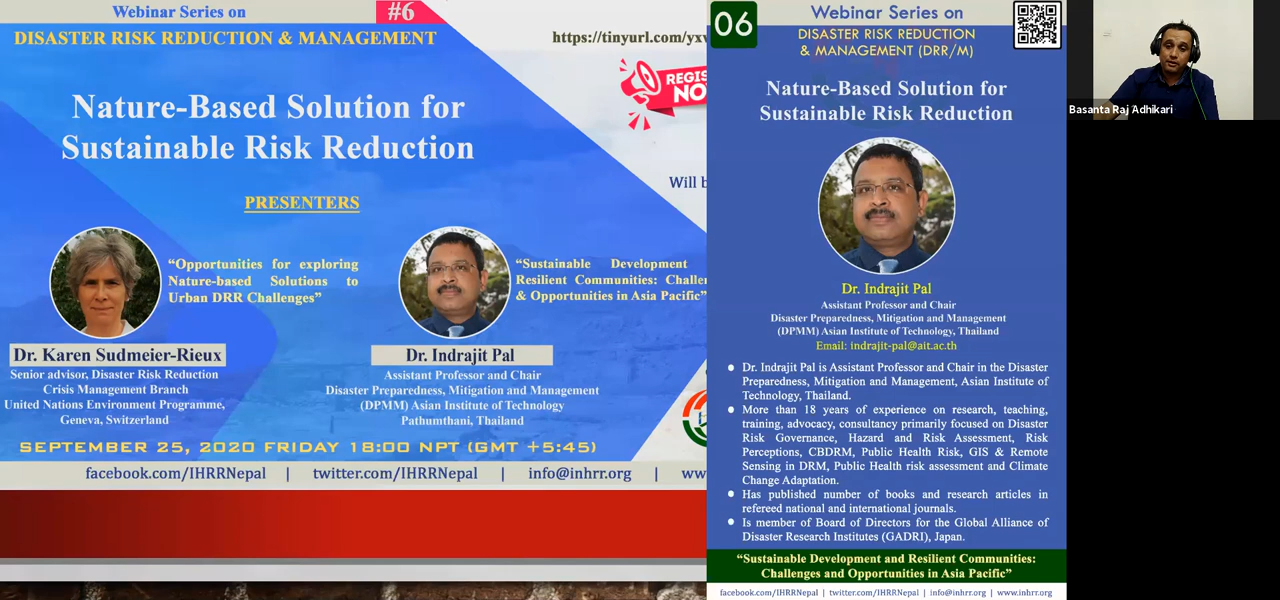 Webinar Series on
#6
DISASTER RISK REDUCTION & MANAGEMENT
https://tinyurl.com/yxv
REGIS
NO
Nature-Based Solution for
Sustainable Risk Reduction
Will b
PRESENTERS
“Opportunities for exploring
Nature-based Solutions to
Urban DRR Challenges”
“Sustainable Development
Resilient Communities: Challen
& Opportunities in Asia Pacific”
Dr. Karen Sudmeier-Rieux
Senior advisor, Disaster Risk Reduction
Crisis Management Branch
United Nations Environment Programme,
Geneva, Switzerland
Dr. Indrajit Pal
Assistant Professor and Chair
Disaster Preparedness, Mitigation and Management
(DPMM) Asian Institute of Technology
Pathumthani, Thailand
SEPTEMBER 25, 2020 FRIDAY 18:00 NPT (GMT +5:45)
facebook.com/IHRRNepal | twitter.com/IHRRNepal | info@inhrr.org | ww
06
Webinar Series on
DISASTER RISK REDUCTION
& MANAGEMENT (DRR/M)
Nature-Based Solution for
Sustainable Risk Reduction
Dr. Indrajit Pal
Assistant Professor and Chair
Disaster Preparedness, Mitigation and Management
(DPMM) Asian Institute of Technology, Thailand
Email: indrajit-pal@ait.ac.th
• Dr. Indrajit Pal is Assistant Professor and Chair in the Disaster
Preparedness, Mitigation and Management, Asian Institute of
Technology, Thailand.
• More than 18 years of experience on research, teaching,
training, advocacy, consultancy primarily focused on Disaster
Risk Governance, Hazard and Risk Assessment, Risk
Perceptions, CBDRM, Public Health Risk, GIS & Remote
Sensing in DRM, Public Health risk assessment and Climate
Change Adaptation.
• Has published number of books and research articles in
refereed national and international journals.
• Is member of Board of Directors for the Global Alliance of
Disaster Research Institutes (GADRI), Japan.
“Sustainable Development and Resilient Communities:
Challenges and Opportunities in Asia Pacific”
facebook.com/IHRRNepal | twitter.com/IHRRNepal | info@inhrr.org | www.inhrr.org
Basanta Raj Adhikari